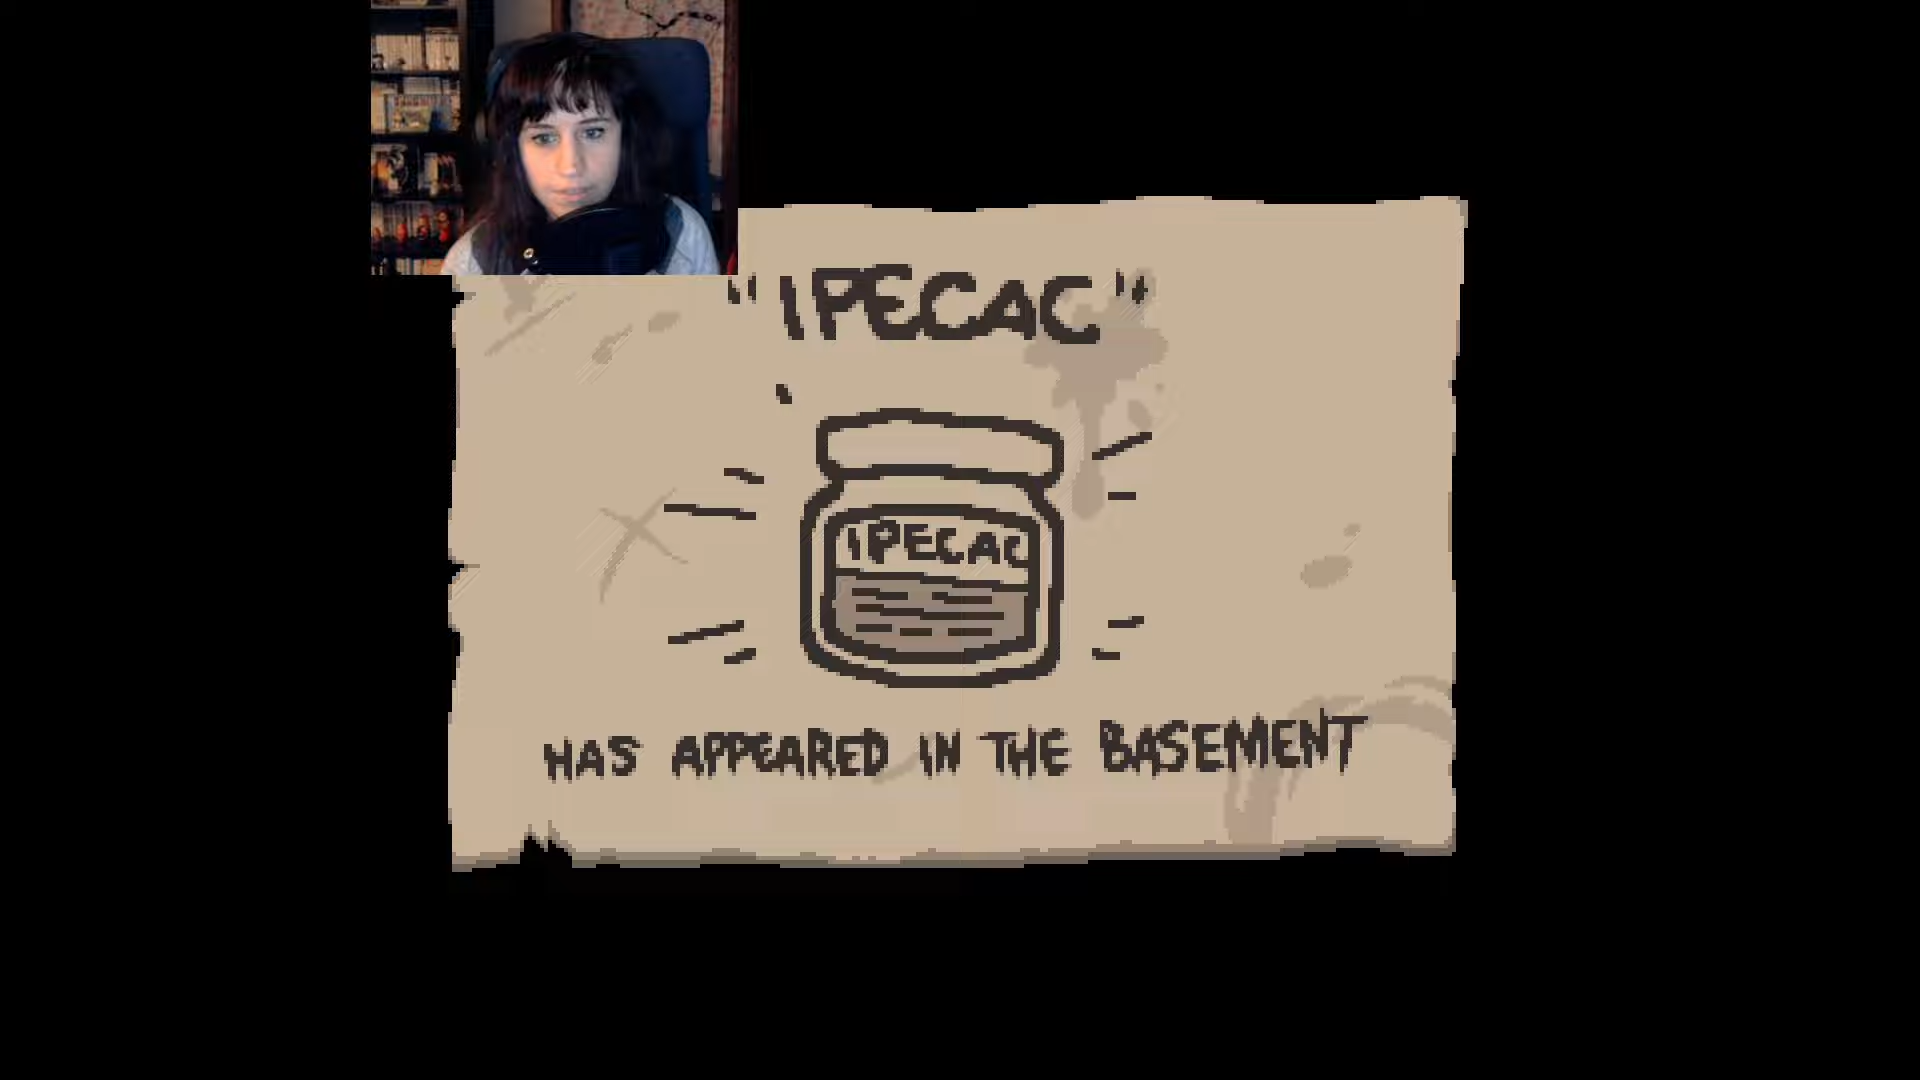 "IPECAC"
IPECAC
HAS APPEARED IN THE BASEMENT